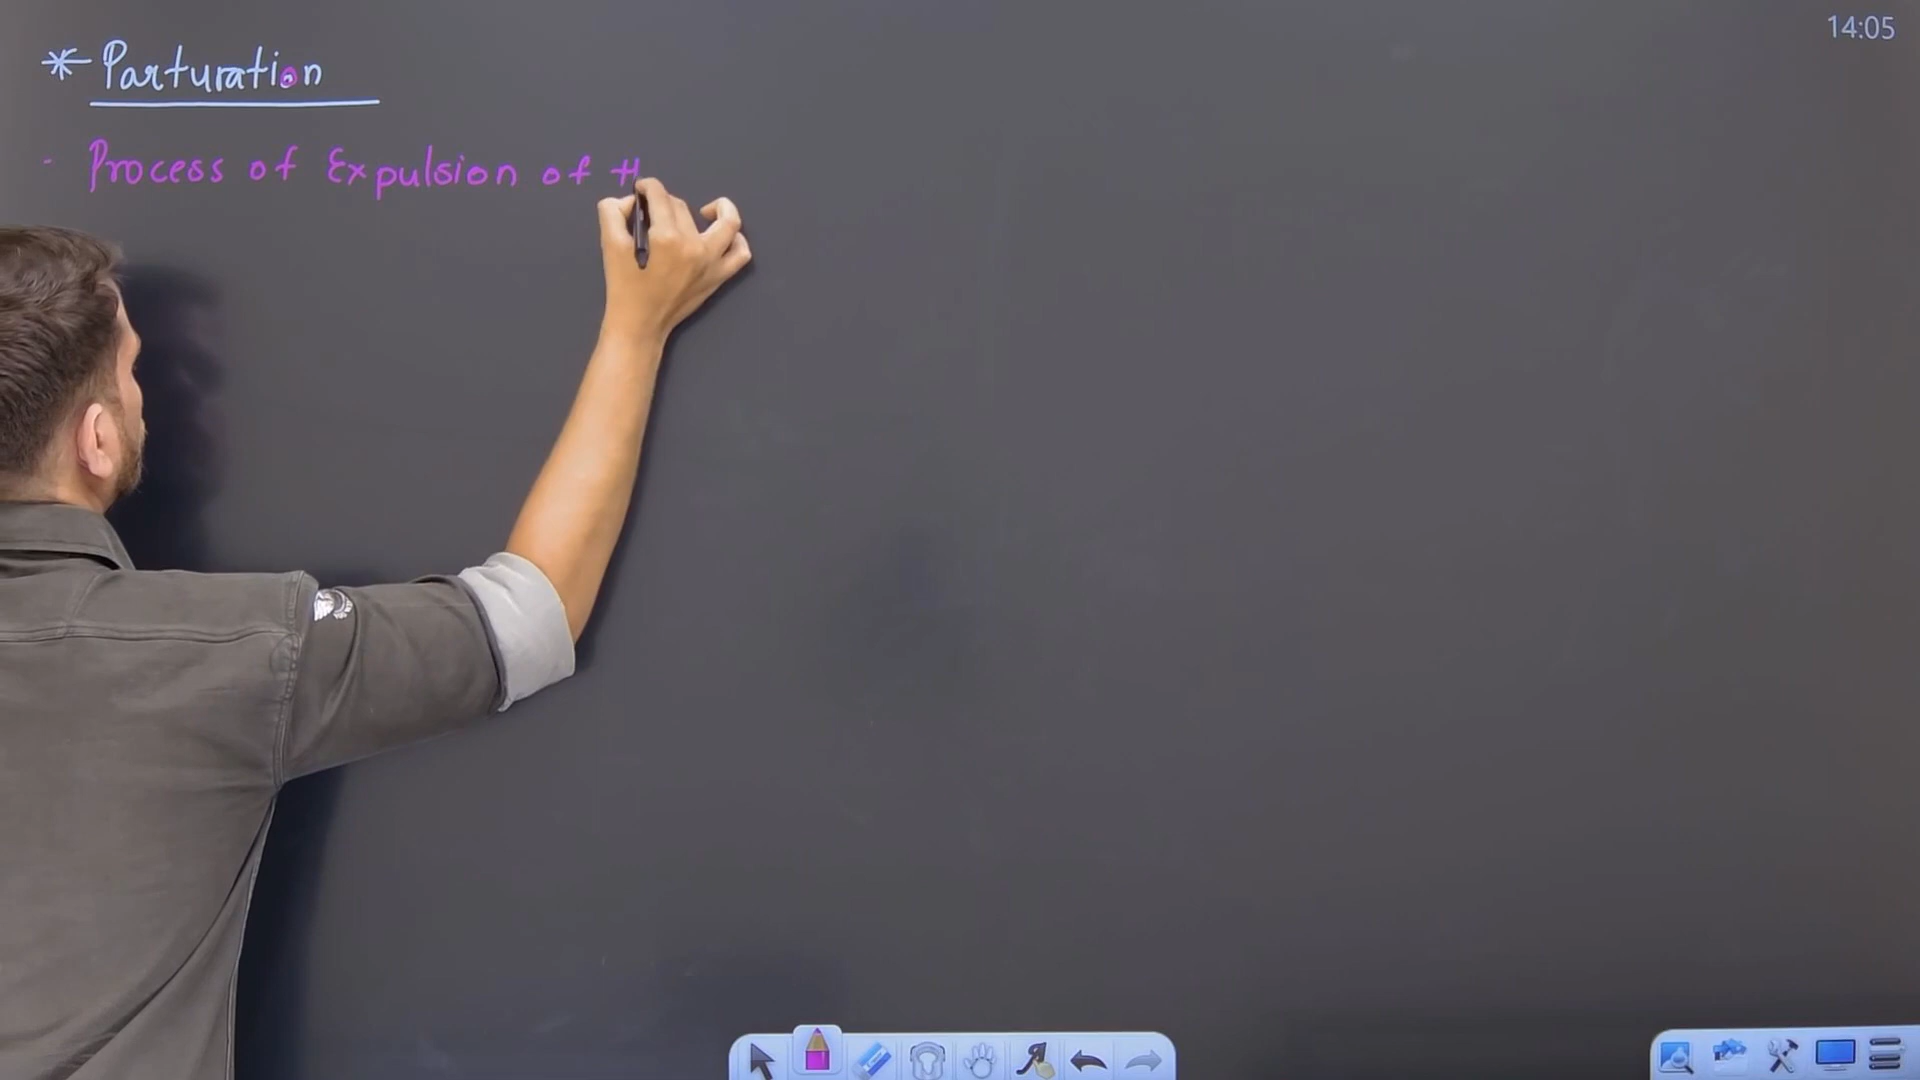 14:05
* Parturation
- Process of Expulsion of